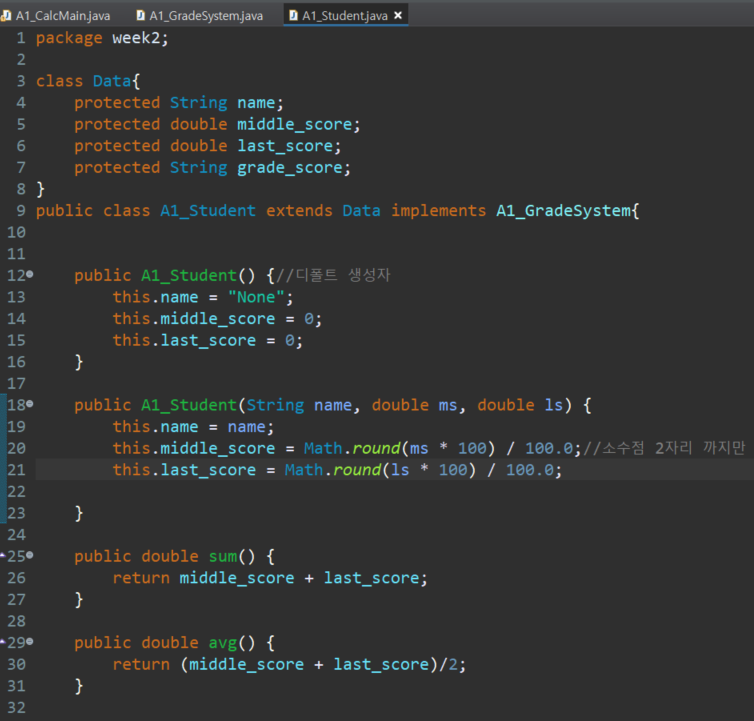 A1_CalcMain.java A1_GradeSystem.java A1_Student.java
1 package week2;
2
3 class Data{
4     protected String name;
5     protected double middle_score;
6     protected double last_score;
7     protected String grade_score;
8 }
9 public class A1_Student extends Data implements A1_GradeSystem{
10
11
12     public A1_Student() {//디폴트 생성자
13         this.name = "None";
14         this.middle_score = 0;
15         this.last_score = 0;
16     }
17
18     public A1_Student(String name, double ms, double ls) {
19         this.name = name;
20         this.middle_score = Math.round(ms * 100) / 100.0;//소수점 2자리 까지만
21         this.last_score = Math.round(ls * 100) / 100.0;
22
23     }
24
25     public double sum() {
26         return middle_score + last_score;
27     }
28
29     public double avg() {
30         return (middle_score + last_score)/2;
31     }
32